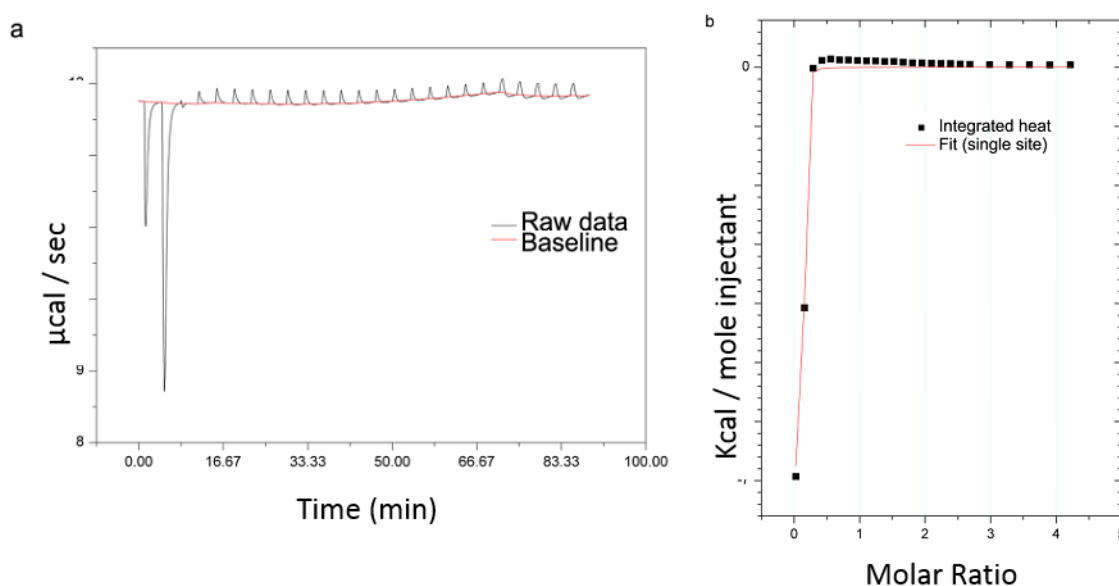 a
µcal / sec
9
8
Raw data
Baseline
0.00 16.67 33.33 50.00 66.67 83.33 100.00
Time (min)
b
Kcal / mole injectant
0
Integrated heat
Fit (single site)
0 1 2 3 4
Molar Ratio